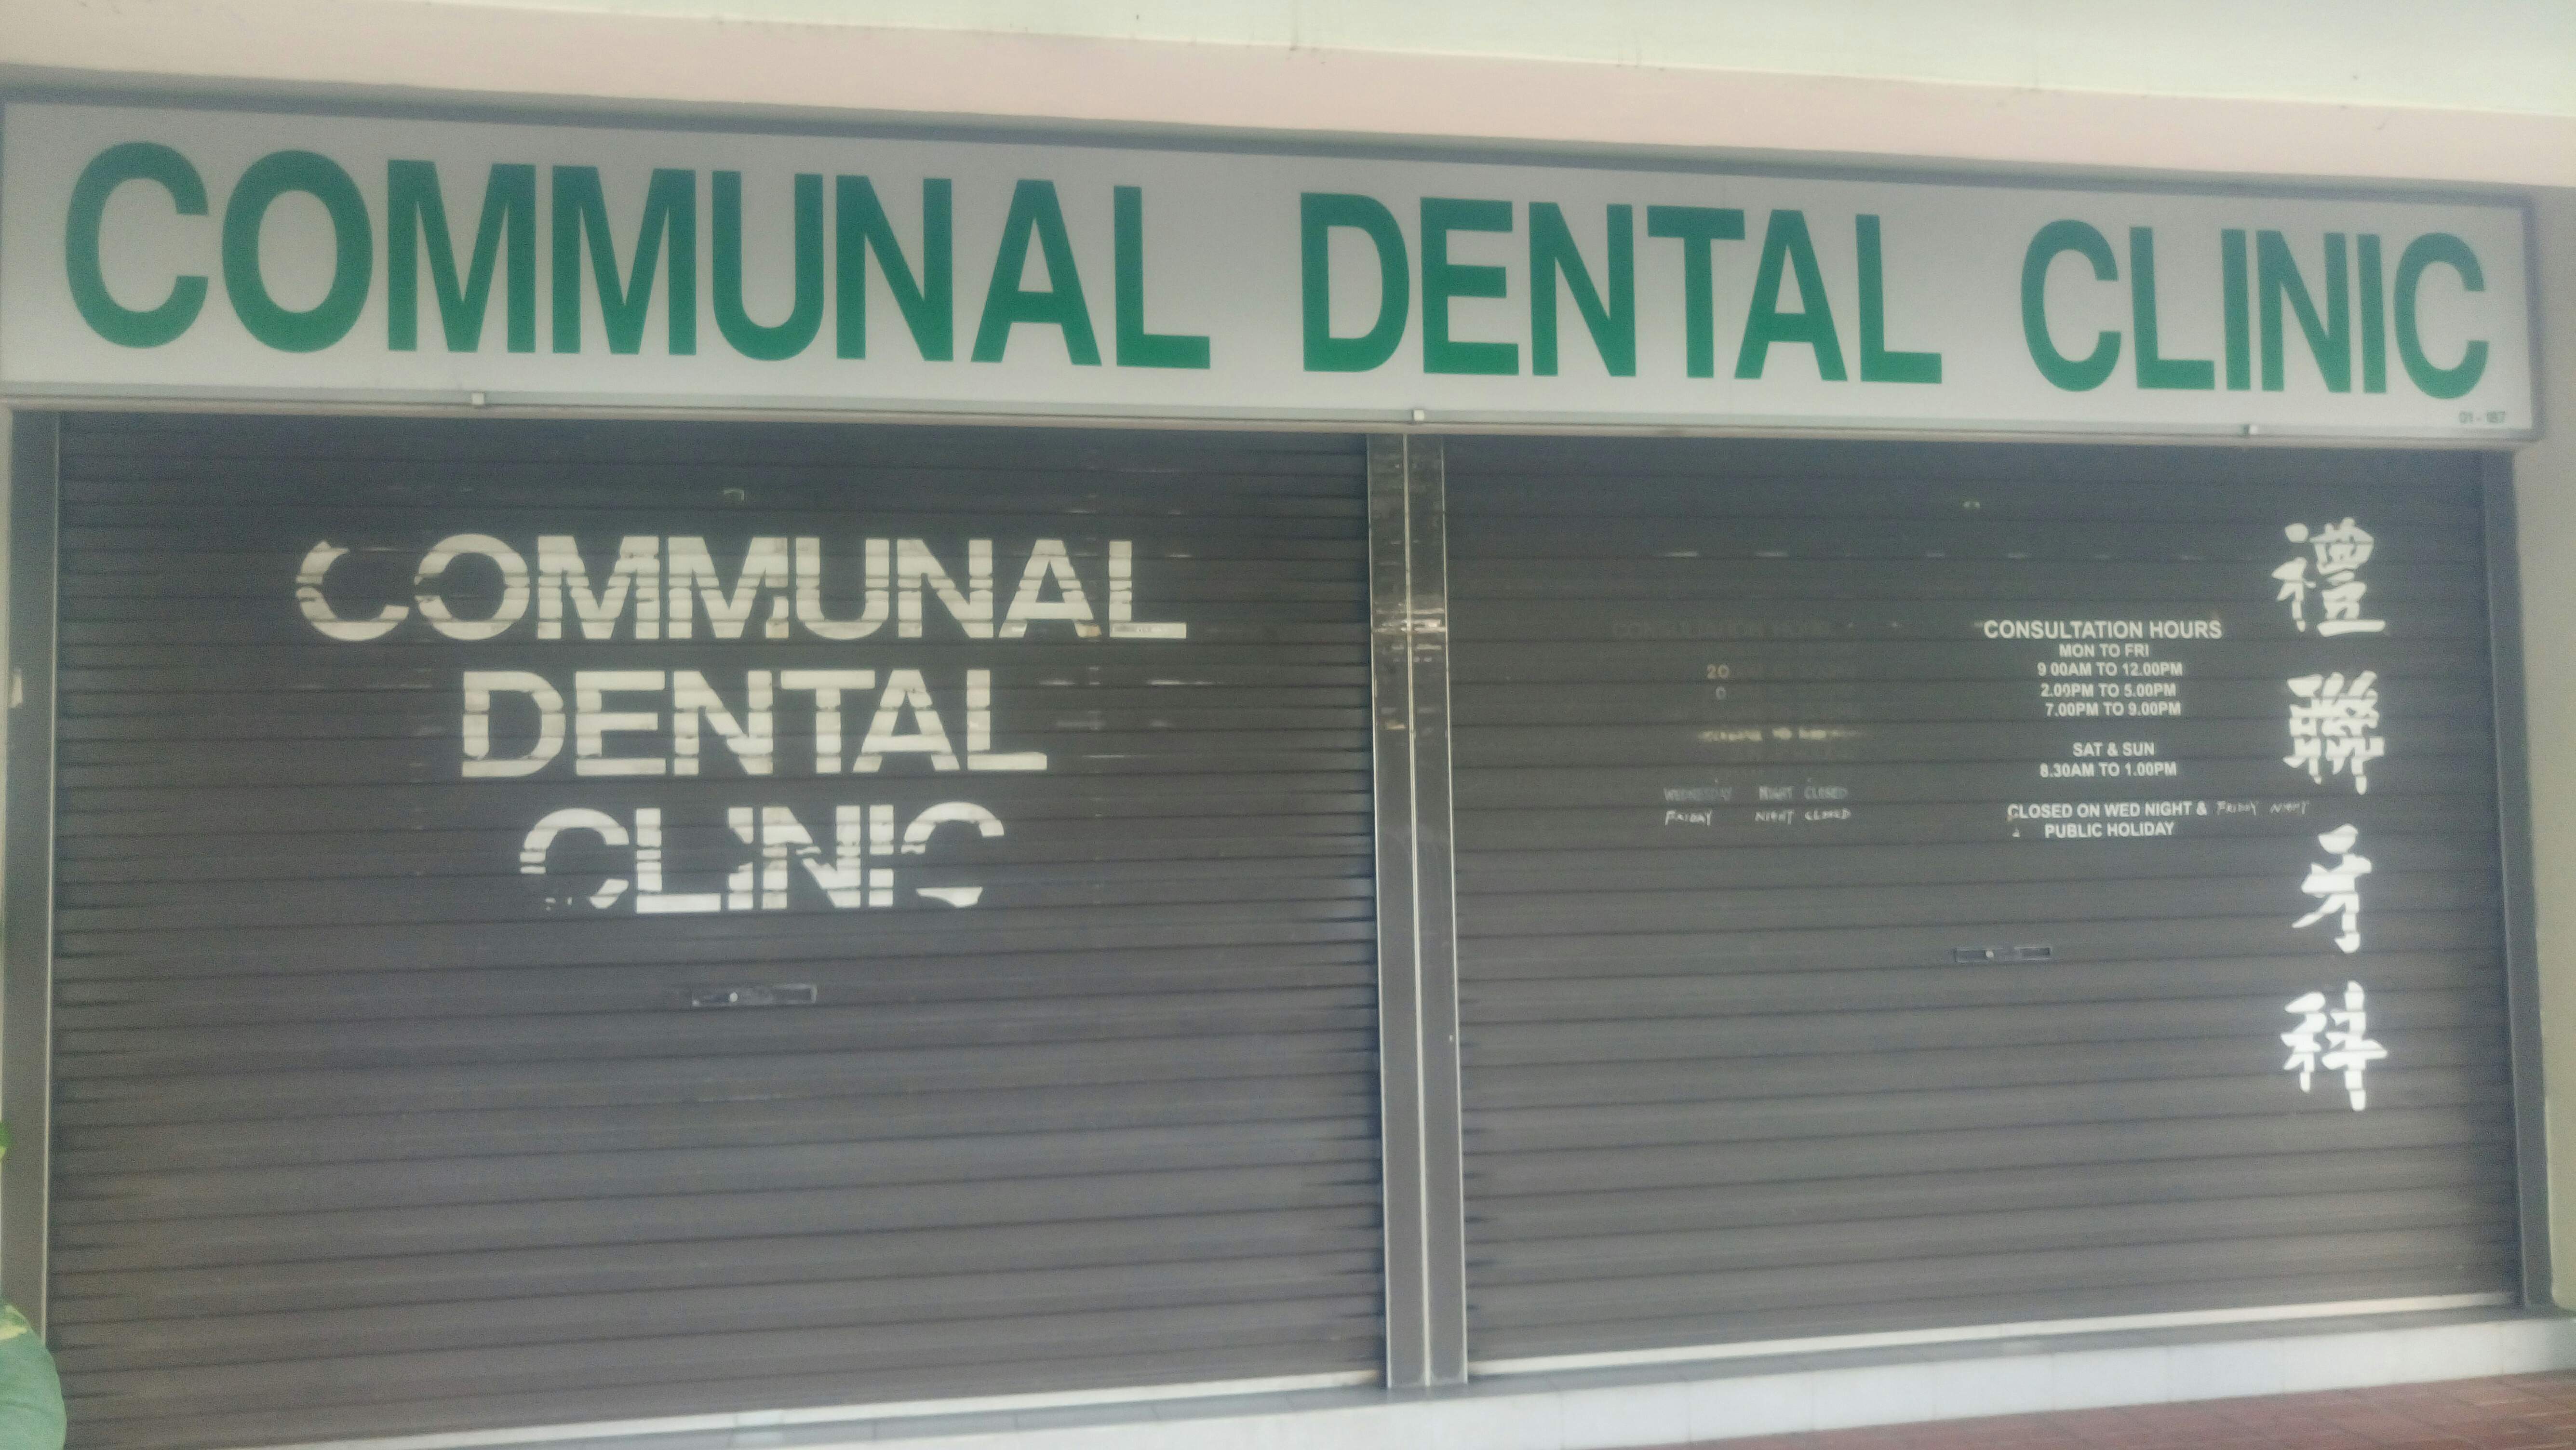 COMMUNAL DENTAL CLINIC
01-187
COMMUNAL
DENTAL
CLINIC
20
WEDNESDAY NIGHT CLOSED
FRIDAY NIGHT CLOSED
CONSULTATION HOURS
MON TO FRI
9 00AM TO 12.00PM
2.00PM TO 5.00PM
7.00PM TO 9.00PM
SAT & SUN
8.30AM TO 1.00PM
CLOSED ON WED NIGHT & FRIDAY NIGHT
PUBLIC HOLIDAY
禮聯牙科